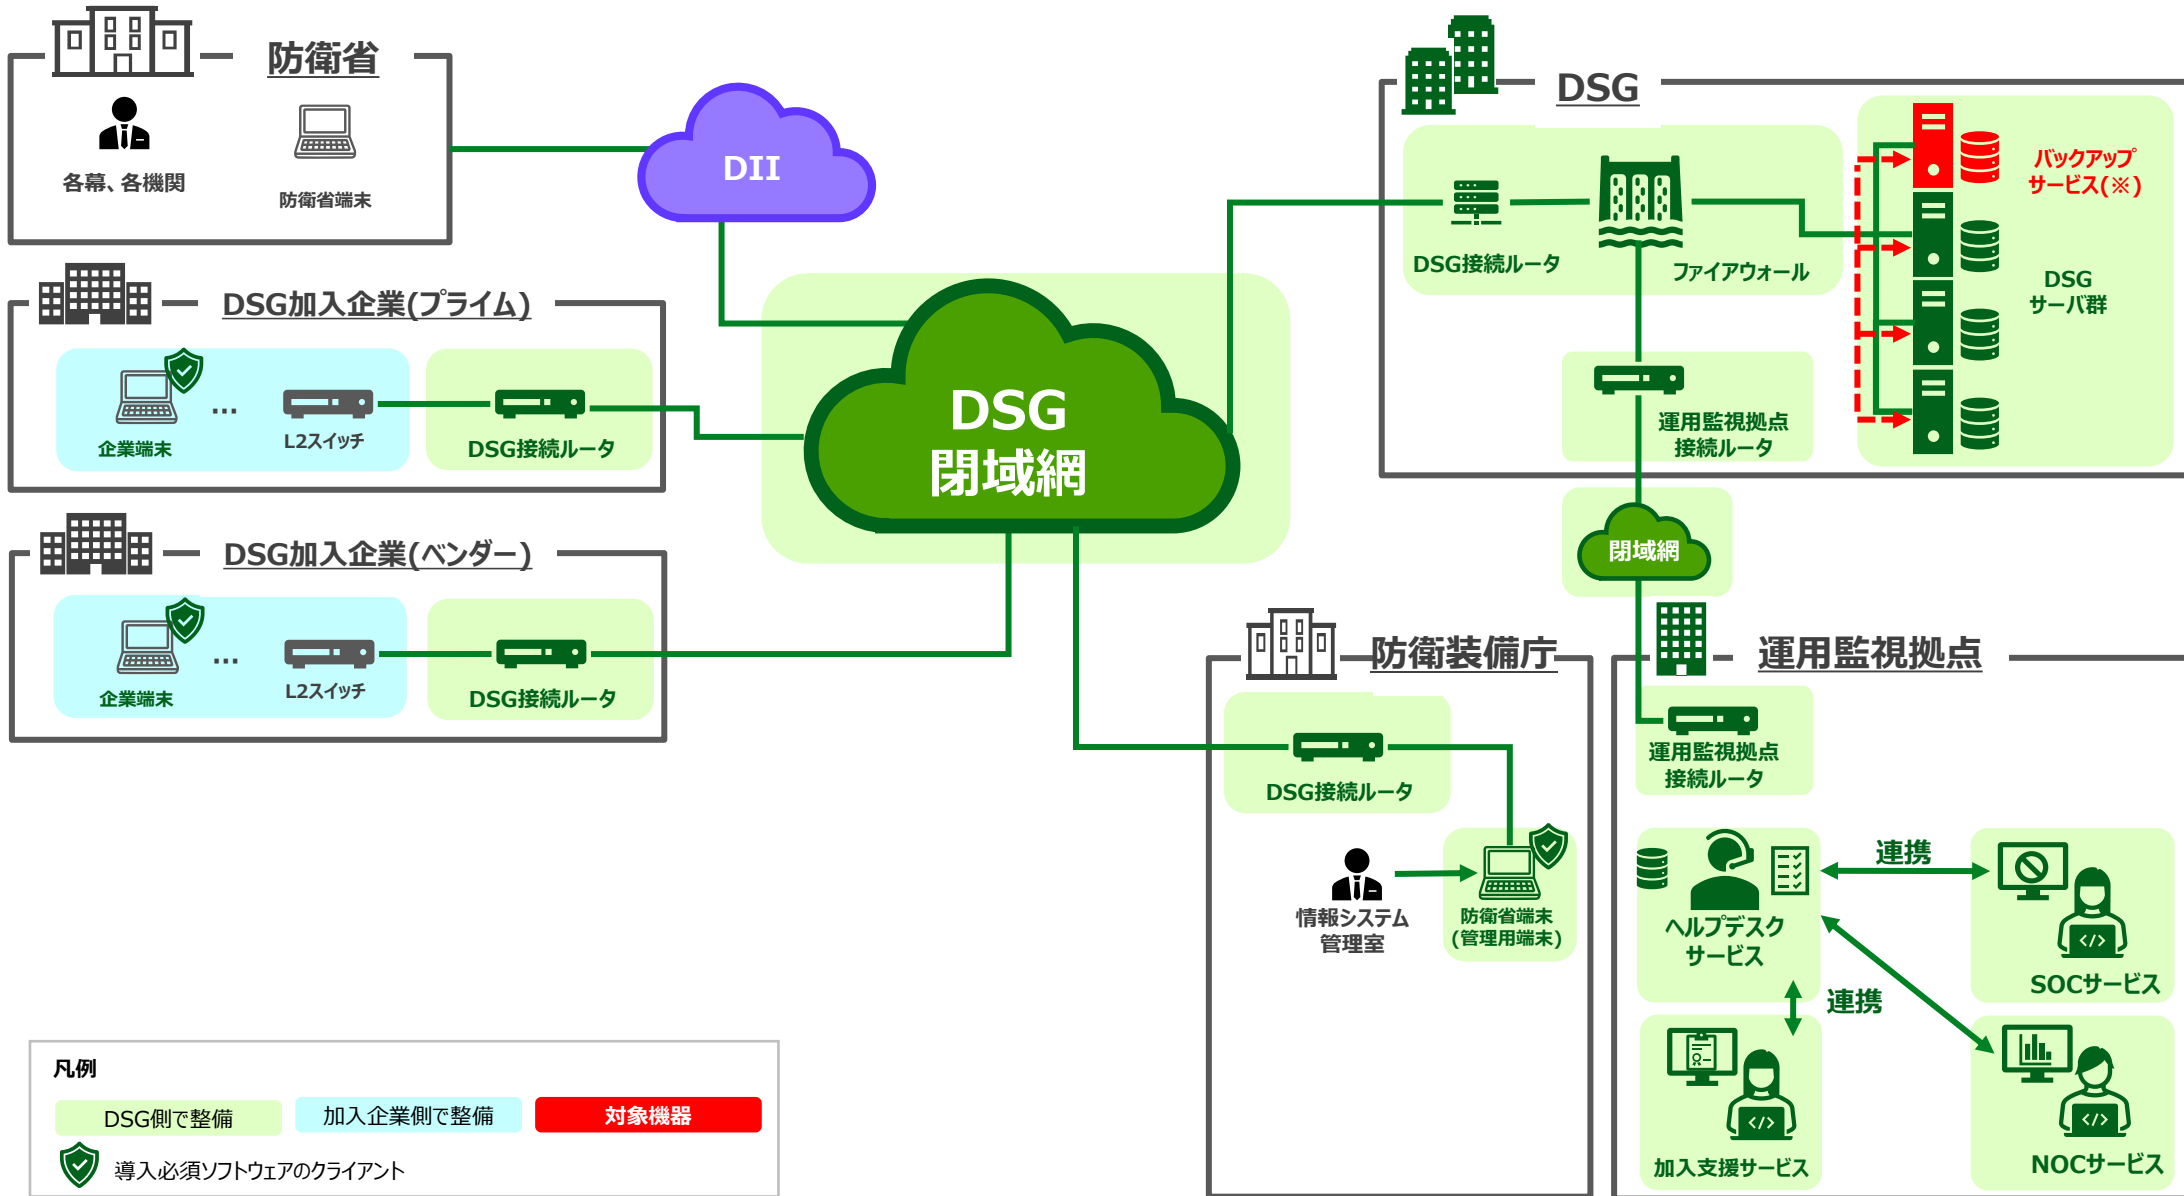 防衛省
各幕、各機関
防衛省端末
DII
DSG加入企業(プライム)
企業端末
...
L2スイッチ
DSG接続ルータ
DSG加入企業(ベンダー)
企業端末
...
L2スイッチ
DSG接続ルータ
DSG
閉域網
DSG
DSG接続ルータ
ファイアウォール
バックアップ
サービス(※)
DSG
サーバ群
運用監視拠点
接続ルータ
閉域網
防衛装備庁
DSG接続ルータ
情報システム
管理室
防衛省端末
(管理用端末)
運用監視拠点
運用監視拠点
接続ルータ
ヘルプデスク
サービス
連携
SOCサービス
連携
加入支援サービス
NOCサービス
凡例
DSG側で整備
加入企業側で整備
対象機器
導入必須ソフトウェアのクライアント